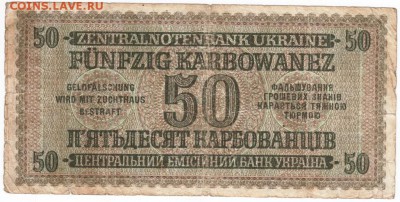 COINS.ЛАВЕ.RU
50
ZENTRALNOTENBANK UKRAINE
50
FÜNFZIG KARBOWANEZ
GELDFÄLSCHUNG
WIRD MIT ZUCHTHAUS
BESTRAFT
50
ФАЛЬШУВАННЯ
ГРОШЕВИХ ЗНАКІВ
КАРАЄТЬСЯ ТЯЖКОЮ
ТЮРМОЮ
П'ЯТЬДЕСЯТ КАРБОВАНЦІВ
50
ЦЕНТРАЛЬНИЙ ЕМІСІЙНИЙ БАНК УКРАЇНА
50